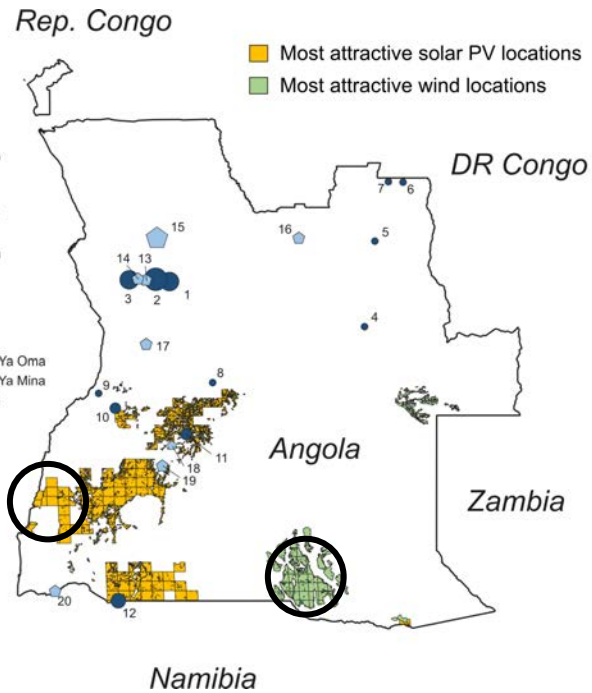 Rep. Congo
Most attractive solar PV locations
Most attractive wind locations
DR Congo
7 6
15
16
5
14 13
3 2 1
4
Ya Oma
17
Ya Mina
8
9
10
11
Angola
18
19
Zambia
20
12
Namibia